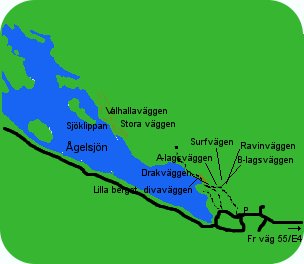 Valhallaväggen
Stora väggen
Sjöklippan
Ågelsjön
Surfvägen
Ravinväggen
A-lagsväggen
B-lagsväggen
Drakväggen
Lilla berget divaväggen
P
Fr väg 55/E4